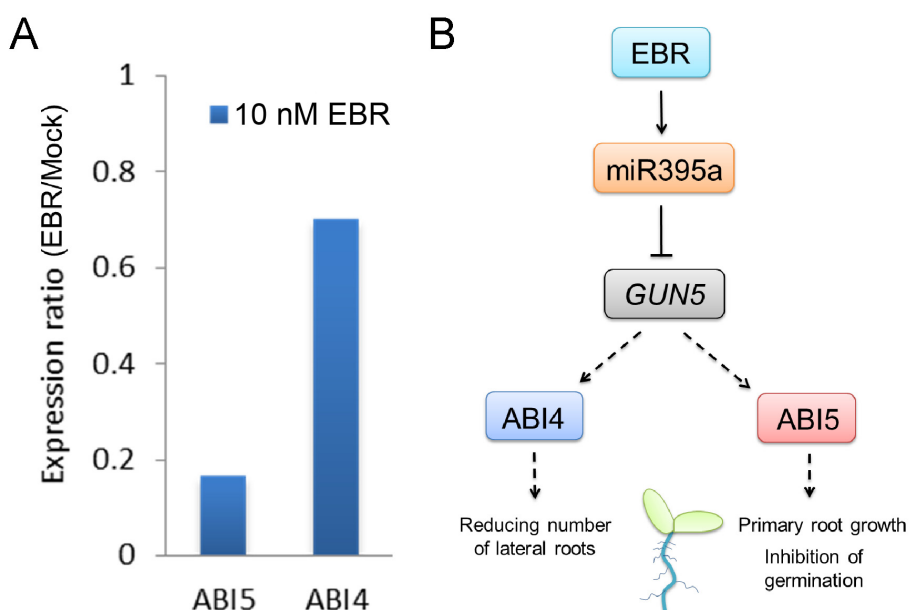 A
Expression ratio (EBR/Mock)
1
0.8
0.6
0.4
0.2
0
10 nM EBR
ABI5
ABI4
B
EBR
miR395a
GUN5
ABI4
ABI5
Reducing number
of lateral roots
Primary root growth
Inhibition of
germination